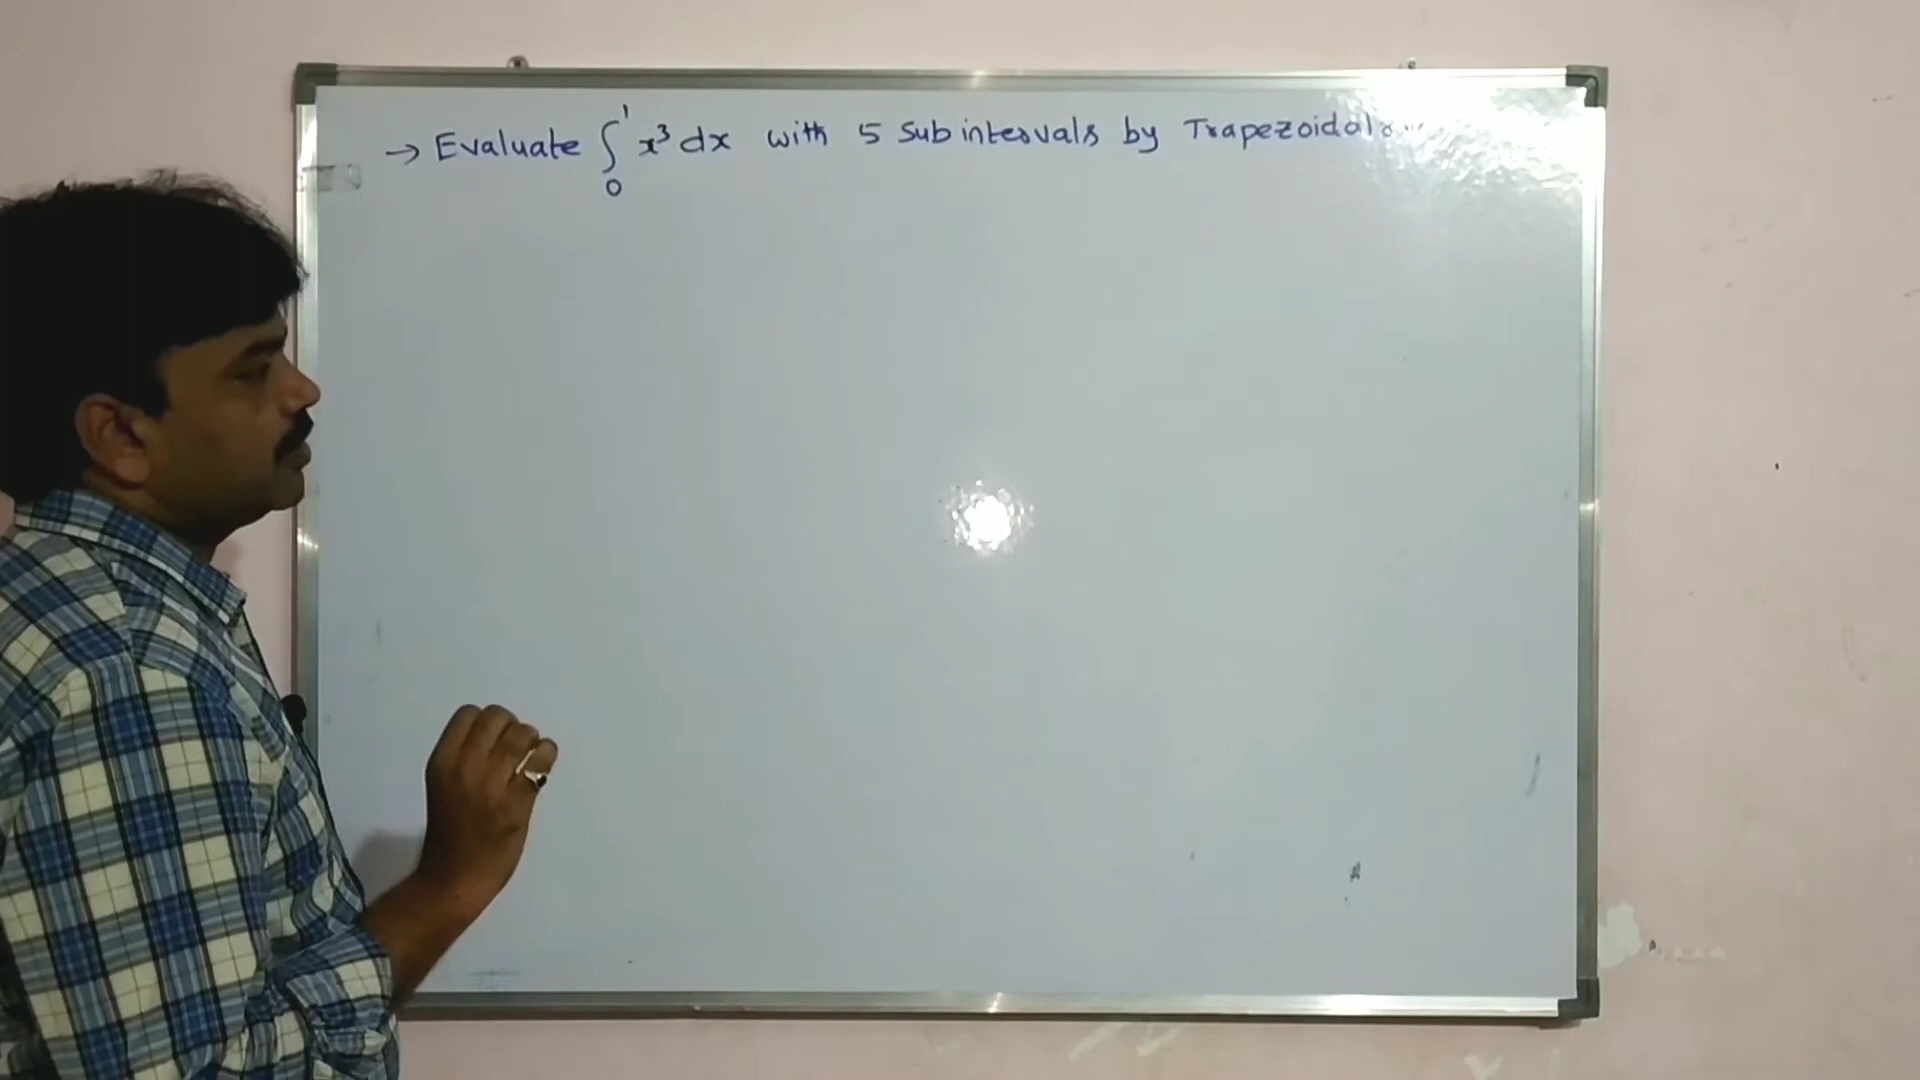 → Evaluate ∫₀¹ x³ dx with 5 Sub intervals by Trapezoidal